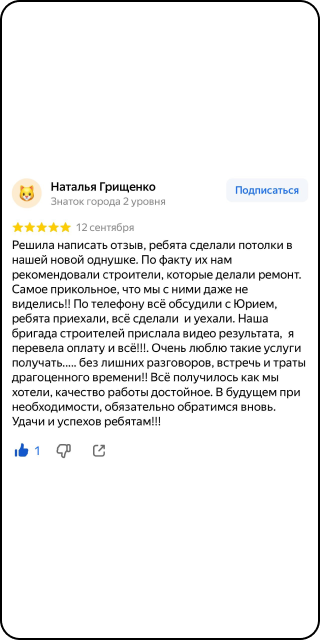 Наталья Грищенко
Знаток города 2 уровня
Подписаться
12 сентября
Решила написать отзыв, ребята сделали потолки в
нашей новой однушке. По факту их нам
рекомендовали строители, которые делали ремонт.
Самое прикольное, что мы с ними даже не
виделись!! По телефону всё обсудили с Юрием,
ребята приехали, всё сделали и уехали. Наша
бригада строителей прислала видео результата, я
перевела оплату и всё!!!. Очень люблю такие услуги
получать..... без лишних разговоров, встречь и траты
драгоценного времени!! Всё получилось как мы
хотели, качество работы достойное. В будущем при
необходимости, обязательно обратимся вновь.
Удачи и успехов ребятам!!!
1